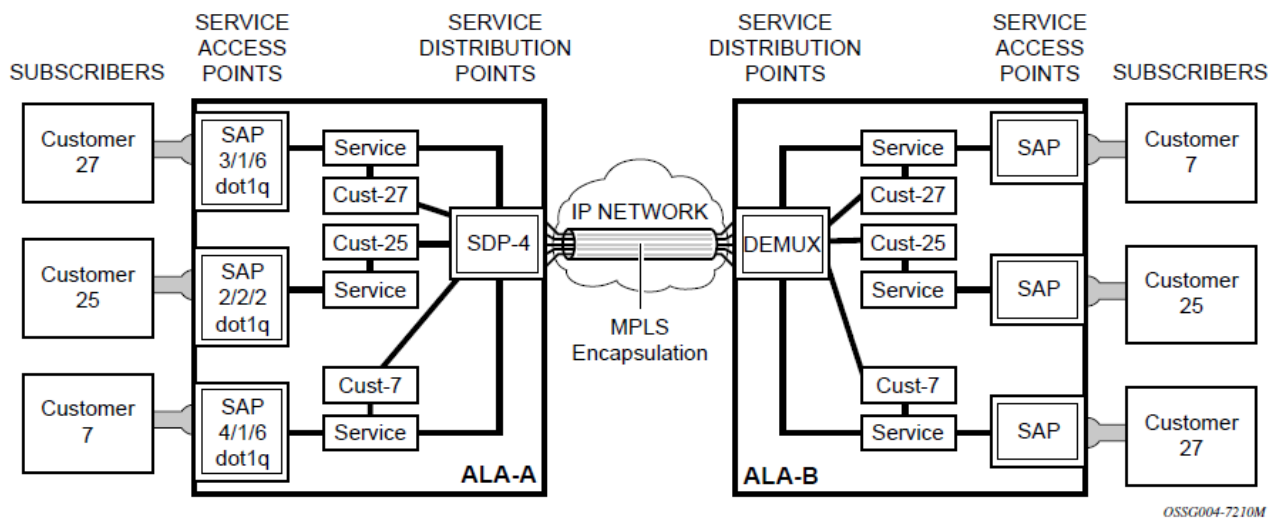 SUBSCRIBERS
SERVICE
ACCESS
POINTS
SERVICE
DISTRIBUTION
POINTS
SERVICE
DISTRIBUTION
POINTS
SERVICE
ACCESS
POINTS
SUBSCRIBERS
Customer
27
SAP
3/1/6
dot1q
Service
Cust-27
Customer
25
SAP
2/2/2
dot1q
Cust-25
Service
Customer
7
SAP
4/1/6
dot1q
Cust-7
Service
SDP-4
ALA-A
IP NETWORK
MPLS
Encapsulation
DEMUX
Service
Cust-27
Cust-25
Service
Cust-7
Service
ALA-B
SAP
Customer
7
SAP
Customer
25
SAP
Customer
27
OSSG004-7210M